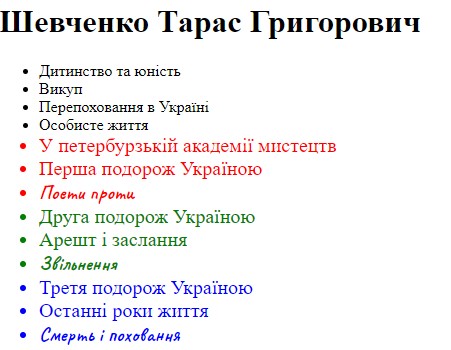 Шевченко Тарас Григорович
Дитинство та юність
Викуп
Перепоховання в Україні
Особисте життя
У петербурзькій академії мистецтв
Перша подорож Україною
Поети проти
Друга подорож Україною
Арешт і заслання
Звільнення
Третя подорож Україною
Останні роки життя
Смерть і поховання